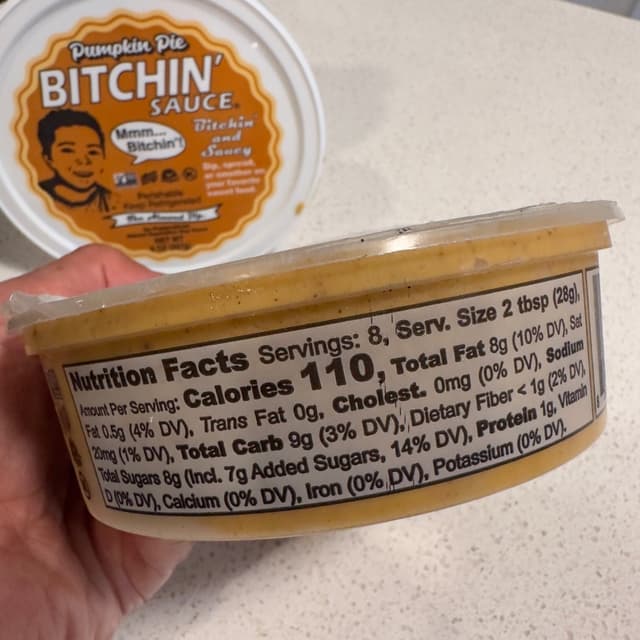 Pumpkin Pie
BITCHIN'
SAUCE
Mmm...
Bitchin'!
Bitchin'
and
Saucy
Nutrition Facts Servings: 8, Serv. Size 2 tbsp (28g),
Amount Per Serving: Calories 110, Total Fat 8g (10% DV), Sat
Fat 0.5g (4% DV), Trans Fat 0g, Cholest. 0mg (0% DV), Sodium
20mg (1% DV), Total Carb 9g (3% DV), Dietary Fiber < 1g (2% DV),
Total Sugars 8g (Incl. 7g Added Sugars, 14% DV), Protein 1g, Vitamin
D (0% DV), Calcium (0% DV), Iron (0% DV), Potassium (0% DV).